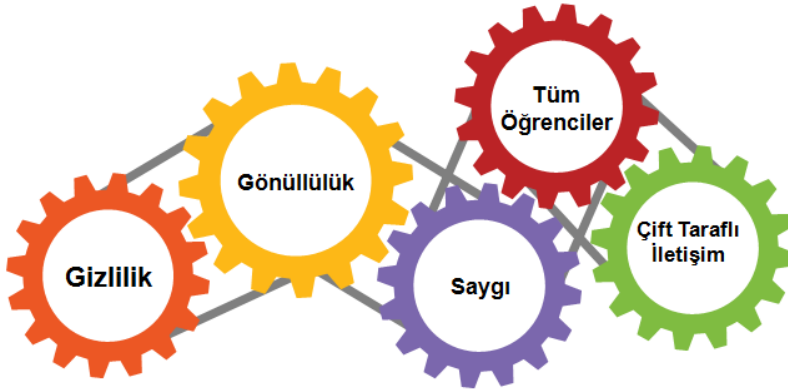 Gizlilik
Gönüllülük
Saygı
Tüm
Öğrenciler
Çift Taraflı
İletişim